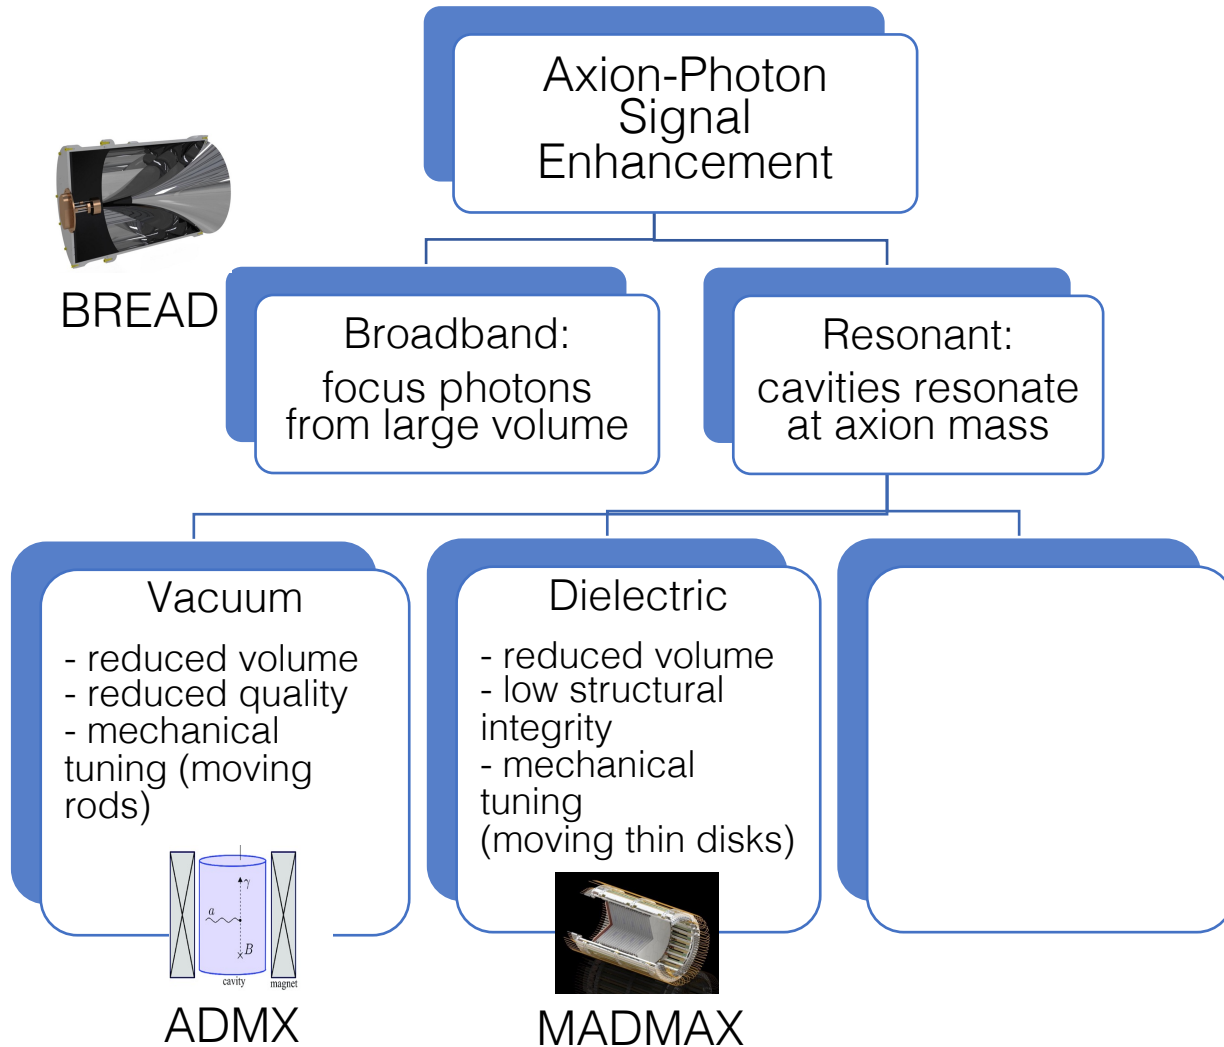 Axion-Photon
Signal
Enhancement
BREAD
Broadband:
focus photons
from large volume
Resonant:
cavities resonate
at axion mass
Vacuum
- reduced volume
- reduced quality
- mechanical
tuning (moving
rods)
Dielectric
- reduced volume
- low structural
integrity
- mechanical
tuning
(moving thin disks)
γ
a
B
cavity
magnet
ADMX
MADMAX